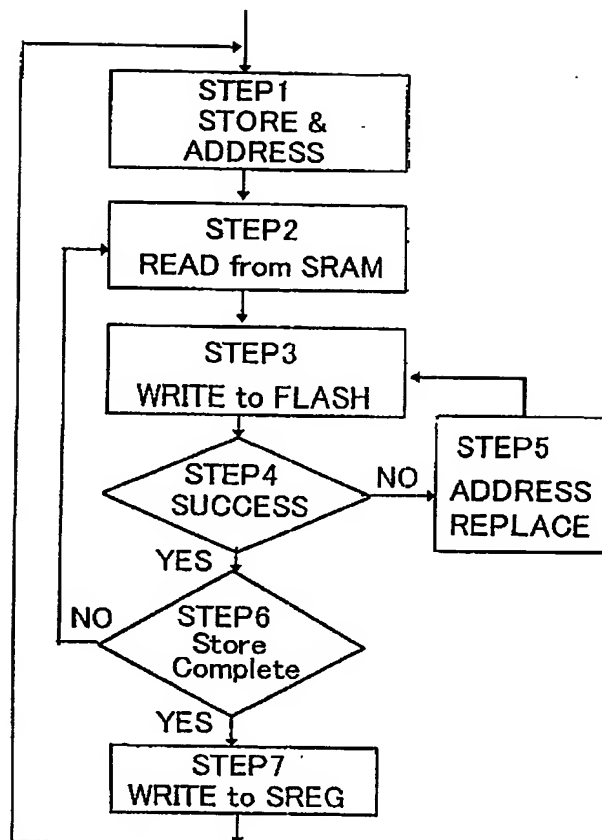 STEP1
STORE &
ADDRESS
STEP2
READ from SRAM
STEP3
WRITE to FLASH
STEP4
SUCCESS
NO
STEP5
ADDRESS
REPLACE
YES
STEP6
Store
Complete
NO
YES
STEP7
WRITE to SREG